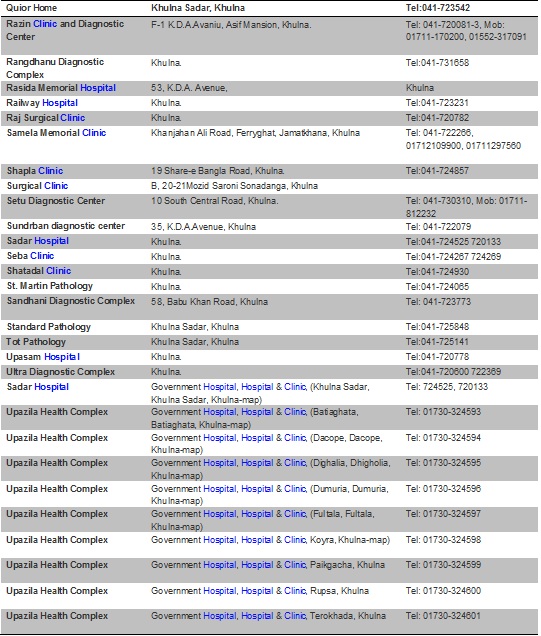 Quior Home Khulna Sadar, Khulna Tel:041-723542
Razin Clinic and Diagnostic F-1 K.D.A.Avaniu, Asif Mansion, Khulna. Tel: 041-720081-3, Mob:
Center 01711-170200, 01552-317091
Rangdhanu Diagnostic Khulna. Tel:041-731658
Complex
Rasida Memorial Hospital 53, K.D.A. Avenue, Khulna
Railway Hospital Khulna. Tel:041-723231
Raj Surgical Clinic Khulna. Tel:041-720782
Samela Memorial Clinic Khanjahan Ali Road, Ferryghat, Jamatkhana, Khulna Tel: 041-722266,
01712109900, 01711297560
Shapla Clinic 19 Share-e Bangla Road, Khulna. Tel:041-724857
Surgical Clinic B, 20-21Mozid Saroni Sonadanga, Khulna
Setu Diagnostic Center 10 South Central Road, Khulna. Tel: 041-730310, Mob: 01711-
812232
Sundrban diagnostic center 35, K.D.A.Avenue, Khulna Tel: 041-722079
Sadar Hospital Khulna. Tel:041-724525 720133
Seba Clinic Khulna. Tel:041-724267 724269
Shatadal Clinic Khulna. Tel:041-724930
St. Martin Pathology Khulna. Tel:041-724065
Sandhani Diagnostic Complex 58, Babu Khan Road, Khulna Tel: 041-723773
Standard Pathology Khulna Sadar, Khulna Tel:041-725848
Tot Pathology Khulna Sadar, Khulna Tel:041-725141
Upasam Hospital Khulna. Tel:041-720778
Ultra Diagnostic Complex Khulna. Tel:041-720600 722369
Sadar Hospital Government Hospital, Hospital & Clinic, (Khulna Sadar, Tel: 724525, 720133
Khulna Sadar, Khulna-map)
Upazila Health Complex Government Hospital, Hospital & Clinic, (Batiaghata, Tel: 01730-324593
Batiaghata, Khulna-map)
Upazila Health Complex Government Hospital, Hospital & Clinic, (Dacope, Dacope, Tel: 01730-324594
Khulna-map)
Upazila Health Complex Government Hospital, Hospital & Clinic, (Dighalia, Dhigholia, Tel: 01730-324595
Khulna-map)
Upazila Health Complex Government Hospital, Hospital & Clinic, (Dumuria, Dumuria, Tel: 01730-324596
Khulna-map)
Upazila Health Complex Government Hospital, Hospital & Clinic, (Fultala, Fultala, Tel: 01730-324597
Khulna-map)
Upazila Health Complex Government Hospital, Hospital & Clinic, Koyra, Khulna-map) Tel: 01730-324598
Upazila Health Complex Government Hospital, Hospital & Clinic, Paikgacha, Khulna Tel: 01730-324599
Upazila Health Complex Government Hospital, Hospital & Clinic, Rupsa, Khulna Tel: 01730-324600
Upazila Health Complex Government Hospital, Hospital & Clinic, Terokhada, Khulna Tel: 01730-324601